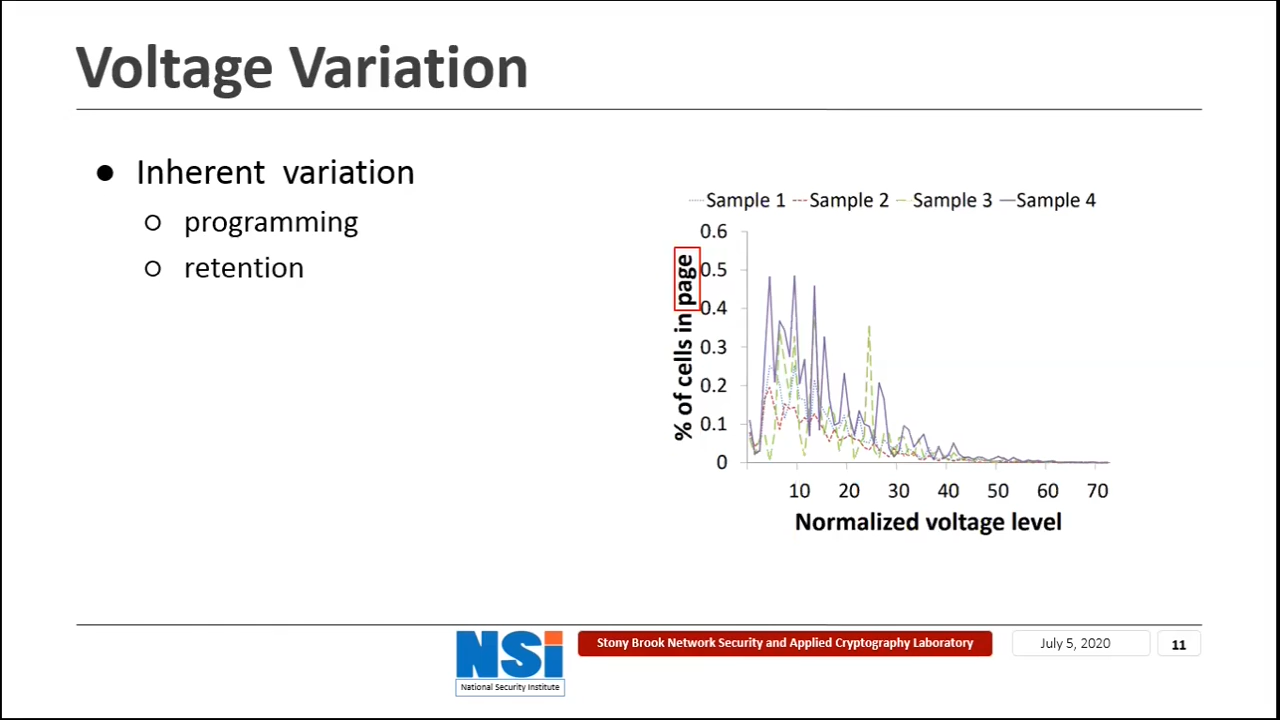 Voltage Variation
● Inherent variation
○ programming
○ retention
Sample 1 Sample 2 Sample 3 Sample 4
% of cells in page
0.6
0.5
0.4
0.3
0.2
0.1
0
10 20 30 40 50 60 70
Normalized voltage level
NSi
National Security Institute
Stony Brook Network Security and Applied Cryptography Laboratory
July 5, 2020
11